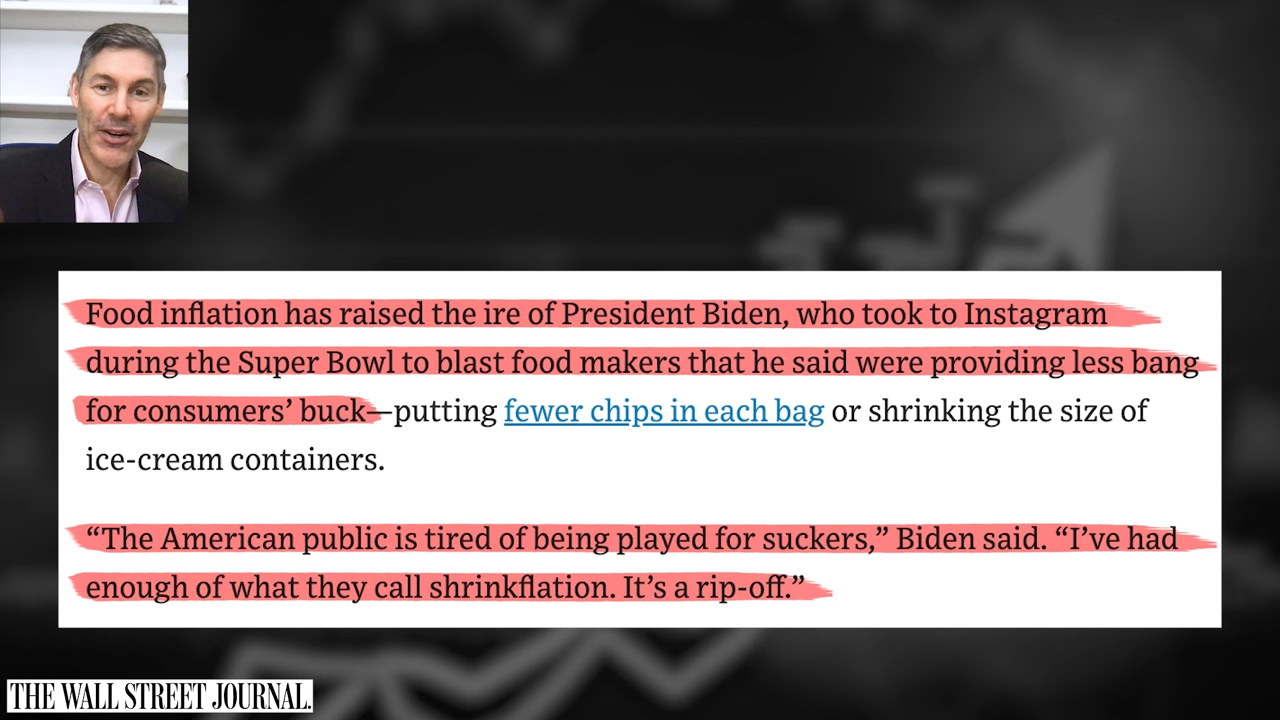 Food inflation has raised the ire of President Biden, who took to Instagram
during the Super Bowl to blast food makers that he said were providing less bang
for consumers’ buck—putting fewer chips in each bag or shrinking the size of
ice-cream containers.
“The American public is tired of being played for suckers,” Biden said. “I’ve had
enough of what they call shrinkflation. It’s a rip-off.”
THE WALL STREET JOURNAL.